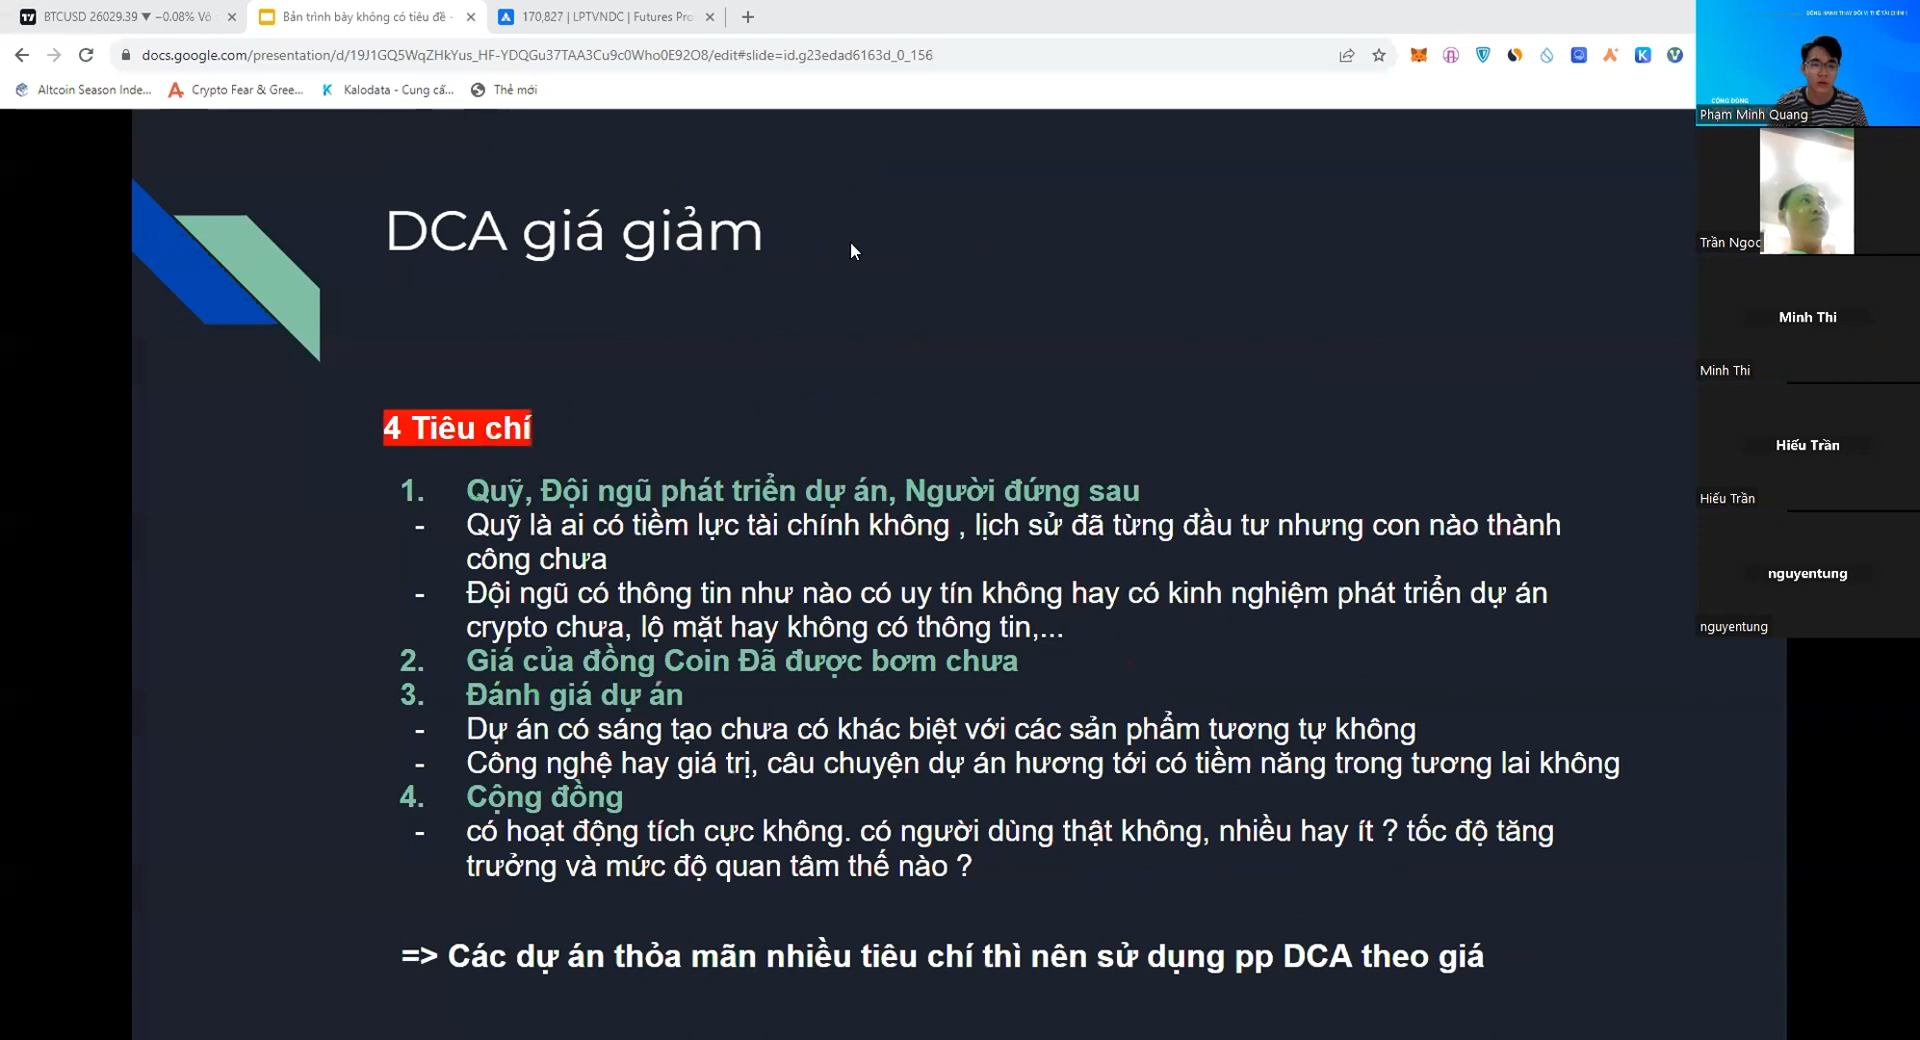 BTCUSD 26029.39 ▼ −0.08% Vô
Bản trình bày không có tiêu đề -
170,827 | LPTVNDC | Futures Pro
docs.google.com/presentation/d/19J1GQ5WqZHkYus_HF-YDQGu37TAA3Cu9c0Who0E92O8/edit#slide=id.g23edad6163d_0_156
Altcoin Season Inde...
Crypto Fear & Gree...
Kalodata - Cung cấ...
Thẻ mới
DCA giá giảm
4 Tiêu chí
1. Quỹ, Đội ngũ phát triển dự án, Người đứng sau
- Quỹ là ai có tiềm lực tài chính không , lịch sử đã từng đầu tư nhưng con nào thành
công chưa
- Đội ngũ có thông tin như nào có uy tín không hay có kinh nghiệm phát triển dự án
crypto chưa, lộ mặt hay không có thông tin,...
2. Giá của đồng Coin Đã được bơm chưa
3. Đánh giá dự án
- Dự án có sáng tạo chưa có khác biệt với các sản phẩm tương tự không
- Công nghệ hay giá trị, câu chuyện dự án hương tới có tiềm năng trong tương lai không
4. Cộng đồng
- có hoạt động tích cực không. có người dùng thật không, nhiều hay ít ? tốc độ tăng
trưởng và mức độ quan tâm thế nào ?
=> Các dự án thỏa mãn nhiều tiêu chí thì nên sử dụng pp DCA theo giá
CỘNG ĐỒNG
Phạm Minh Quang
Trần Ngọc
Minh Thi
Minh Thi
Hiếu Trần
Hiếu Trần
nguyentung
nguyentung